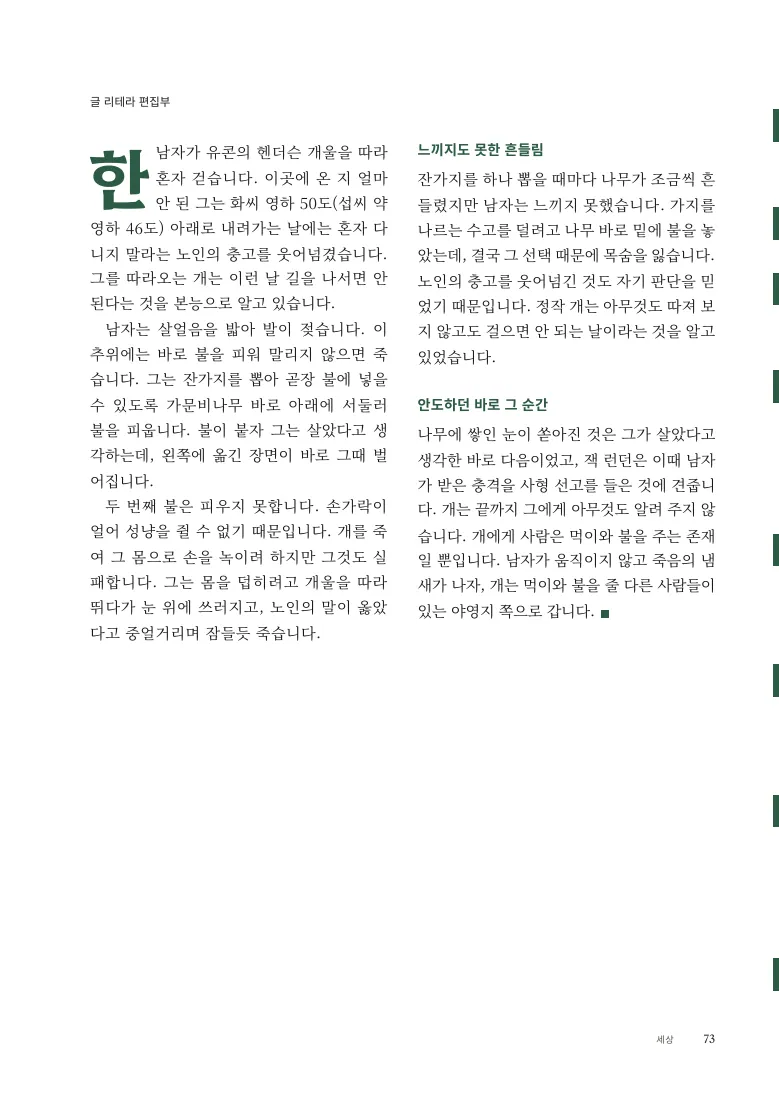 글 리테라 편집부
한 남자가 유콘의 헨더슨 개울을 따라
혼자 걷습니다. 이곳에 온 지 얼마
안 된 그는 화씨 영하 50도(섭씨 약
영하 46도) 아래로 내려가는 날에는 혼자 다
니지 말라는 노인의 충고를 웃어넘겼습니다.
그를 따라오는 개는 이런 날 길을 나서면 안
된다는 것을 본능으로 알고 있습니다.
남자는 살얼음을 밟아 발이 젖습니다. 이
추위에는 바로 불을 피워 말리지 않으면 죽
습니다. 그는 잔가지를 뽑아 곧장 불에 넣을
수 있도록 가문비나무 바로 아래에 서둘러
불을 피웁니다. 불이 붙자 그는 살았다고 생
각하는데, 왼쪽에 옮긴 장면이 바로 그때 벌
어집니다.
두 번째 불은 피우지 못합니다. 손가락이
얼어 성냥을 쥘 수 없기 때문입니다. 개를 죽
여 그 몸으로 손을 녹이려 하지만 그것도 실
패합니다. 그는 몸을 덥히려고 개울을 따라
뛰다가 눈 위에 쓰러지고, 노인의 말이 옳았
다고 중얼거리며 잠들듯 죽습니다.
느끼지도 못한 흔들림
잔가지를 하나 뽑을 때마다 나무가 조금씩 흔
들렸지만 남자는 느끼지 못했습니다. 가지를
나르는 수고를 덜려고 나무 바로 밑에 불을 놓
았는데, 결국 그 선택 때문에 목숨을 잃습니다.
노인의 충고를 웃어넘긴 것도 자기 판단을 믿
었기 때문입니다. 정작 개는 아무것도 따져 보
지 않고도 걸으면 안 되는 날이라는 것을 알고
있었습니다.
안도하던 바로 그 순간
나무에 쌓인 눈이 쏟아진 것은 그가 살았다고
생각한 바로 다음이었고, 잭 런던은 이때 남자
가 받은 충격을 사형 선고를 들은 것에 견줍니
다. 개는 끝까지 그에게 아무것도 알려 주지 않
습니다. 개에게 사람은 먹이와 불을 주는 존재
일 뿐입니다. 남자가 움직이지 않고 죽음의 냄
새가 나자, 개는 먹이와 불을 줄 다른 사람들이
있는 야영지 쪽으로 갑니다. ■
세상 73